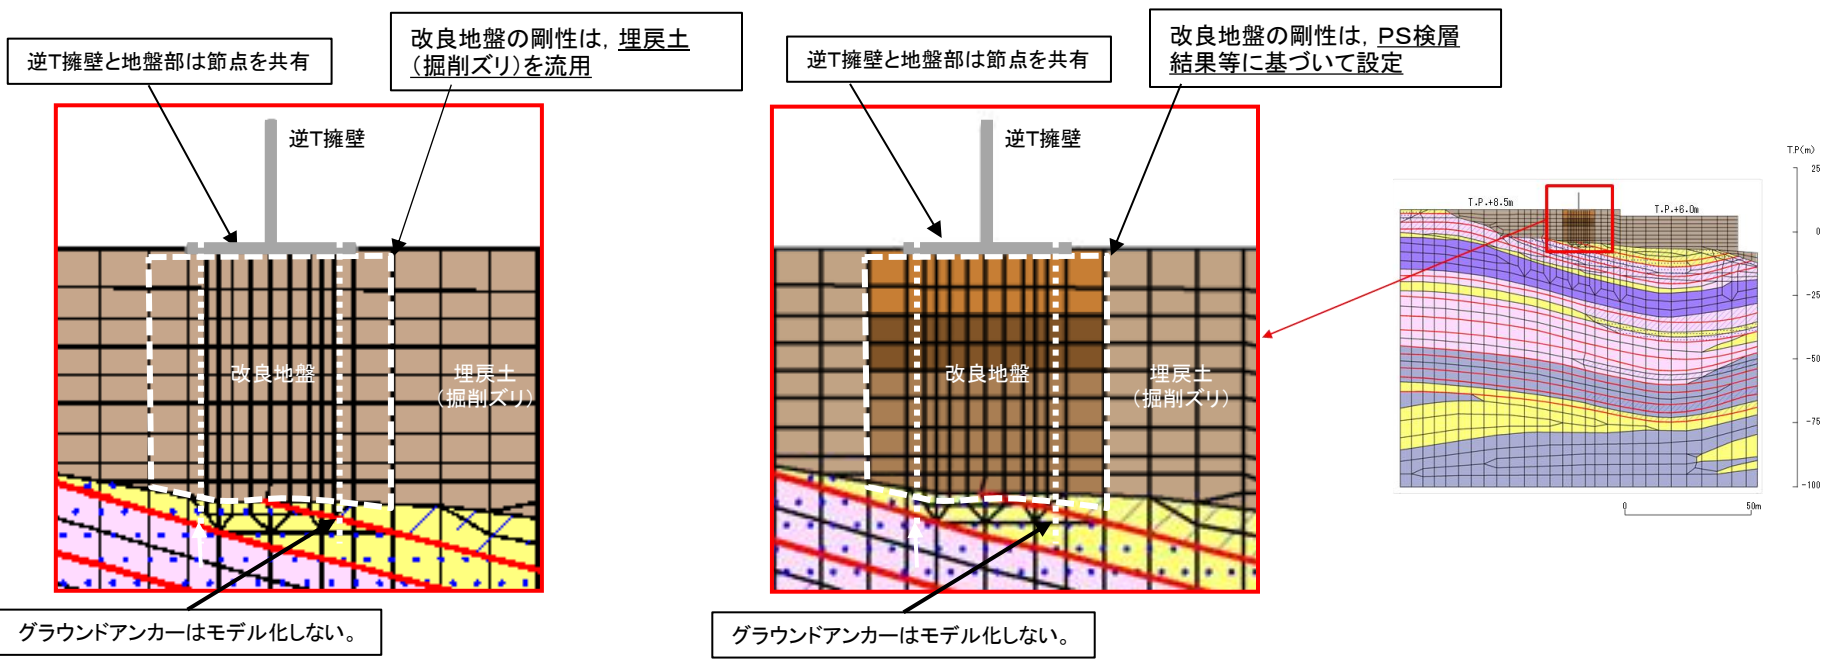 逆T擁壁と地盤部は節点を共有
改良地盤の剛性は, 埋戻土
(掘削ズリ)を流用
逆T擁壁
改良地盤
埋戻土
(掘削ズリ)
グラウンドアンカーはモデル化しない。
逆T擁壁と地盤部は節点を共有
改良地盤の剛性は, PS検層
結果等に基づいて設定
逆T擁壁
改良地盤
埋戻土
(掘削ズリ)
グラウンドアンカーはモデル化しない。
T.P(m)
25
T.P.+8.5m
T.P.+6.0m
0
-25
-50
-75
-100
0
50m